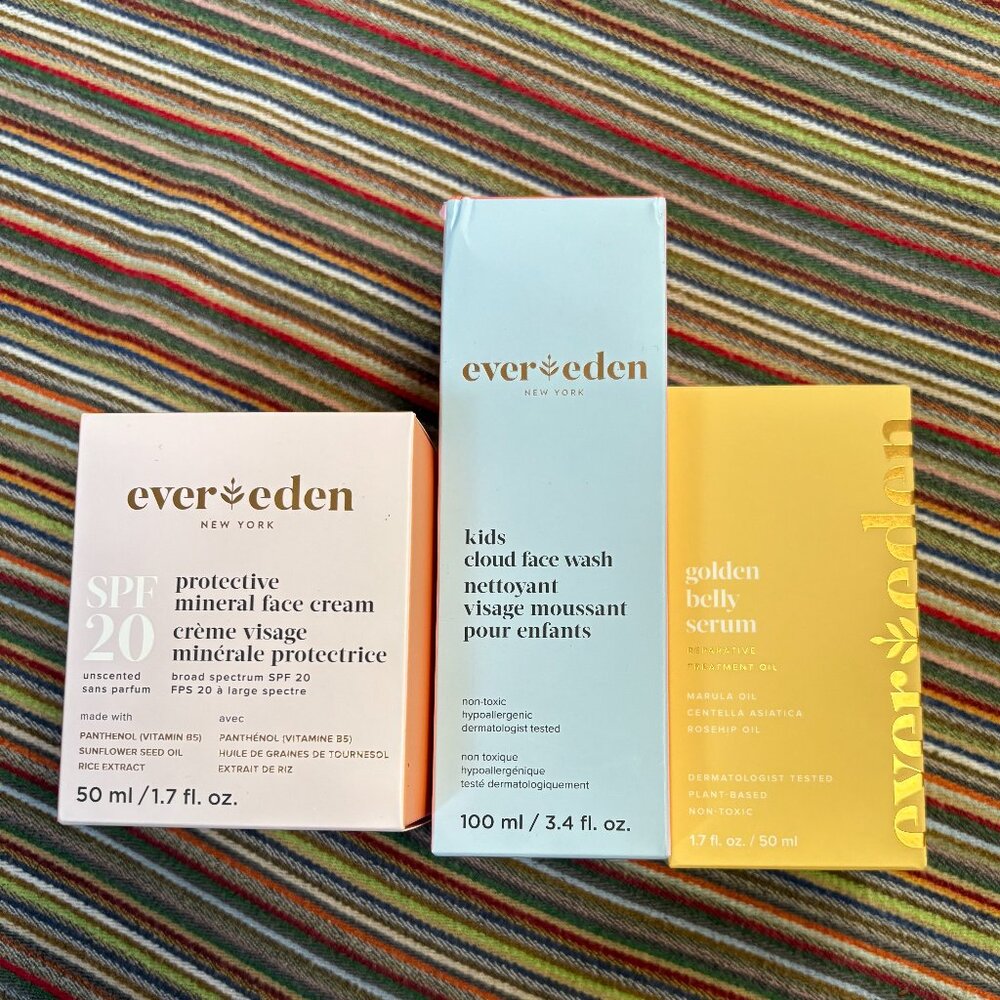 ever eden
NEW YORK
SPF
20
unscented
sans parfum
protective
mineral face cream
crème visage
minérale protectrice
broad spectrum SPF 20
FPS 20 à large spectre
made with
PANTHENOL (VITAMIN B5)
SUNFLOWER SEED OIL
RICE EXTRACT
avec
PANTHÉNOL (VITAMINE B5)
HUILE DE GRAINES DE TOURNESOL
EXTRAIT DE RIZ
50 ml / 1.7 fl. oz.
ever eden
NEW YORK
kids
cloud face wash
nettoyant
visage moussant
pour enfants
non-toxic
hypoallergenic
dermatologist tested
non toxique
hypoallergénique
testé dermatologiquement
100 ml / 3.4 fl. oz.
golden
belly
serum
REPARATIVE
TREATMENT OIL
MARULA OIL
CENTELLA ASIATICA
ROSEHIP OIL
DERMATOLOGIST TESTED
PLANT-BASED
NON-TOXIC
1.7 fl. oz. / 50 ml
ever eden